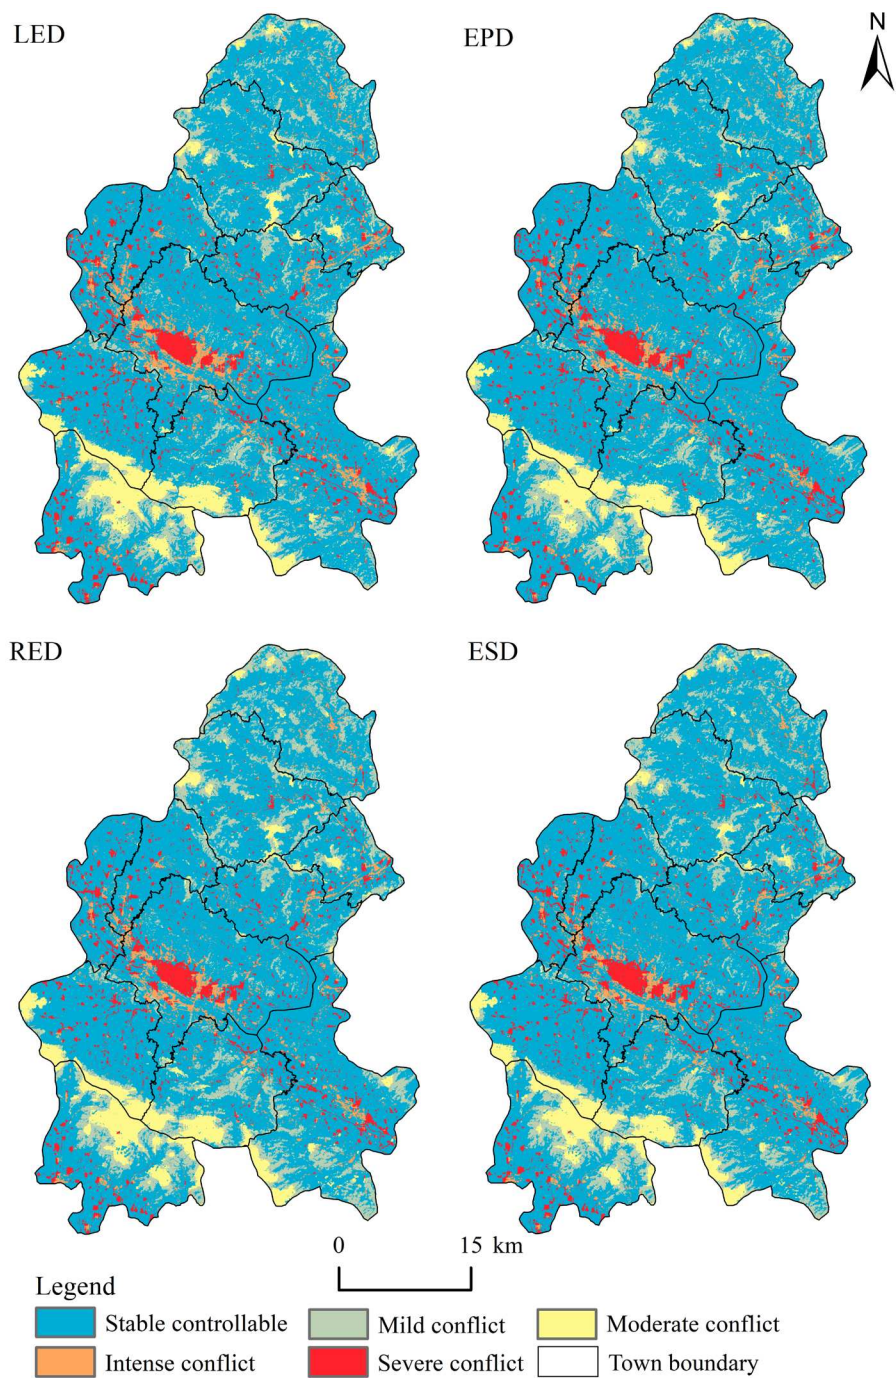 LED
EPD
N
RED
ESD
0 15 km
Legend
Stable controllable Mild conflict Moderate conflict
Intense conflict Severe conflict Town boundary